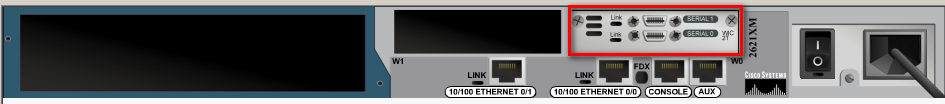 Link SERIAL 1
Link SERIAL 0
WIC
2T
2621XM
W1
W0
LINK
LINK
FDX
10/100 ETHERNET 0/1
10/100 ETHERNET 0/0
CONSOLE
AUX
CISCO SYSTEMS
I
O